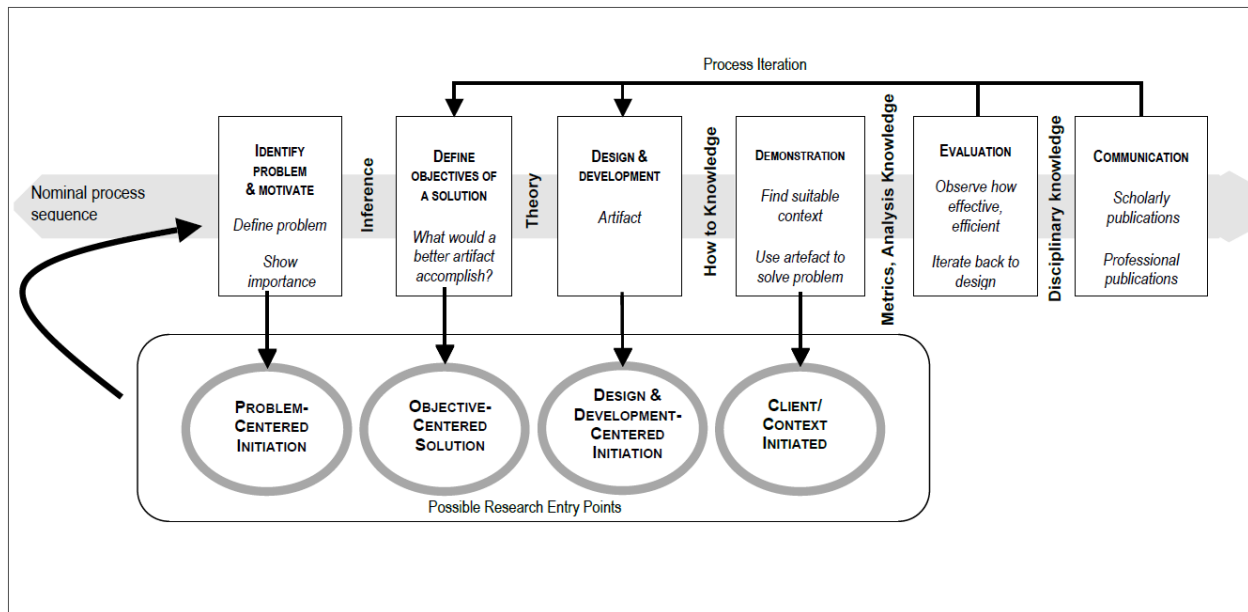 Process Iteration
Nominal process
sequence
IDENTIFY
PROBLEM
& MOTIVATE
Define problem
Show
importance
Inference
DEFINE
OBJECTIVES OF
A SOLUTION
What would a
better artifact
accomplish?
Theory
DESIGN &
DEVELOPMENT
Artifact
How to Knowledge
DEMONSTRATION
Find suitable
context
Use artefact to
solve problem
Metrics, Analysis Knowledge
EVALUATION
Observe how
effective,
efficient
Iterate back to
design
Disciplinary knowledge
COMMUNICATION
Scholarly
publications
Professional
publications
PROBLEM-
CENTERED
INITIATION
OBJECTIVE-
CENTERED
SOLUTION
DESIGN &
DEVELOPMENT-
CENTERED
INITIATION
CLIENT/
CONTEXT
INITIATED
Possible Research Entry Points